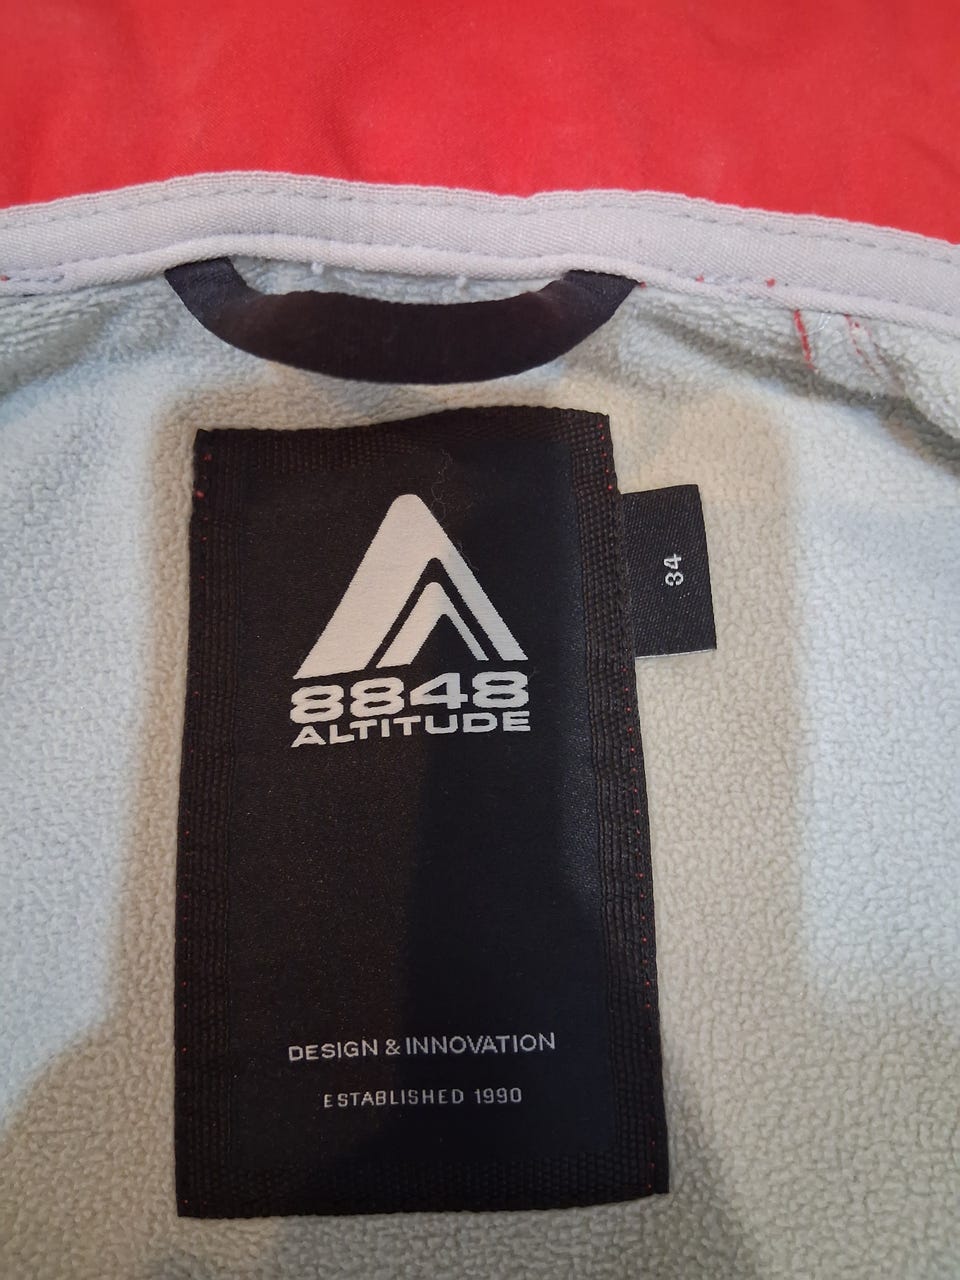 8848
ALTITUDE
34
DESIGN & INNOVATION
ESTABLISHED 1990